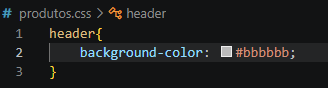 # produtos.css > header
1 header{
2 background-color: #bbbbbb;
3 }